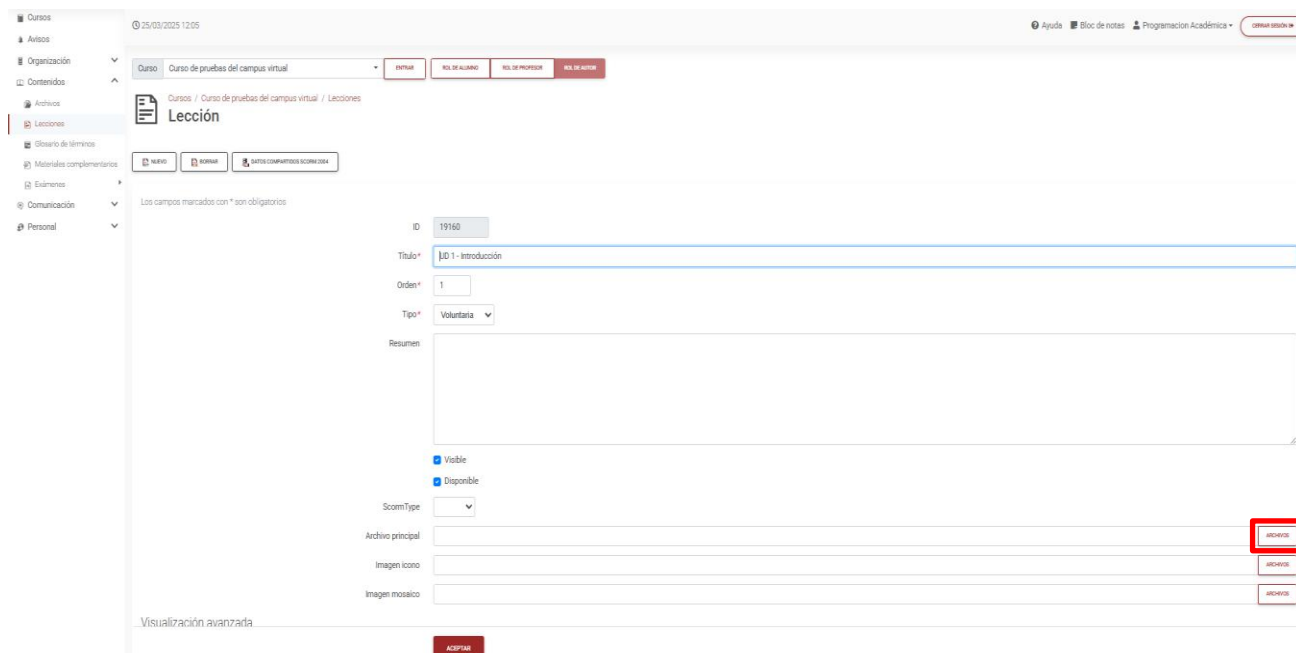 Cursos
Avisos
Organización
Contenidos
Archivos
Lecciones
Glosario de términos
Materiales complementarios
Exámenes
Comunicación
Personal
25/03/2025 12:05
Ayuda Bloc de notas Programacion Académica
CERRAR SESIÓN
Curso Curso de pruebas del campus virtual ENTRAR ROL DE ALUMNO ROL DE PROFESOR ROL DE AUTOR
Cursos / Curso de pruebas del campus virtual / Lecciones
Lección
NUEVO BORRAR DATOS COMPARTIDOS SCORM 2004
Los campos marcados con * son obligatorios
ID 19160
Título* UD 1 - Introducción
Orden* 1
Tipo* Voluntaria
Resumen
Visible
Disponible
ScormType
Archivo principal ARCHIVOS
Imagen icono ARCHIVOS
Imagen mosaico ARCHIVOS
Visualización avanzada
ACEPTAR